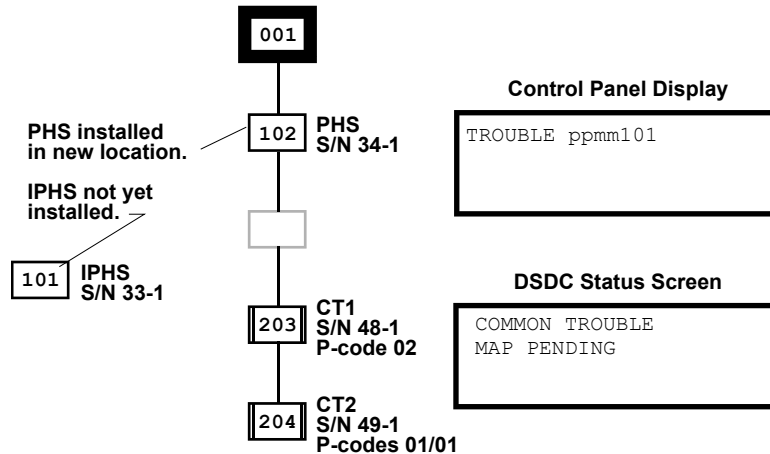 001
Control Panel Display
TROUBLE ppmm101
PHS installed
in new location.
102
PHS
S/N 34-1
IPHS not yet
installed.
101
IPHS
S/N 33-1
DSDC Status Screen
COMMON TROUBLE
MAP PENDING
203
CT1
S/N 48-1
P-code 02
204
CT2
S/N 49-1
P-codes 01/01